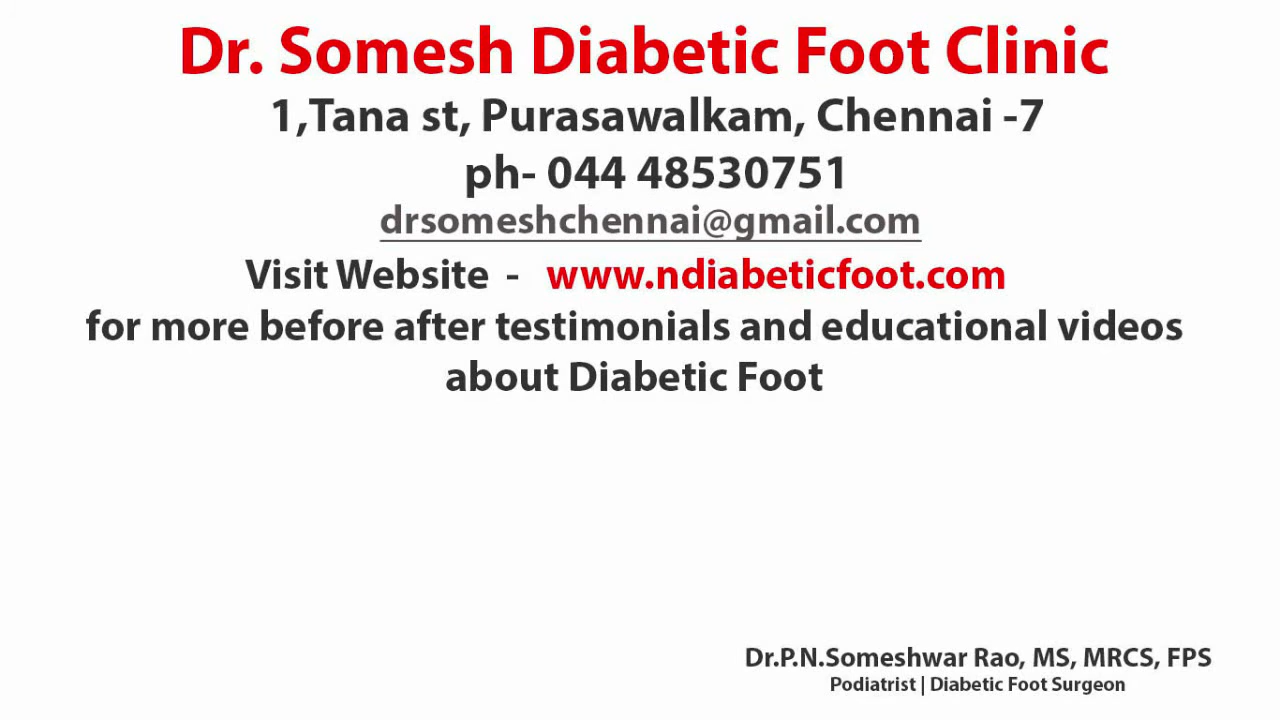 Dr. Somesh Diabetic Foot Clinic
1,Tana st, Purasawalkam, Chennai -7
ph- 044 48530751
drsomeshchennai@gmail.com
Visit Website - www.ndiabeticfoot.com
for more before after testimonials and educational videos
about Diabetic Foot
Dr.P.N.Someshwar Rao, MS, MRCS, FPS
Podiatrist | Diabetic Foot Surgeon